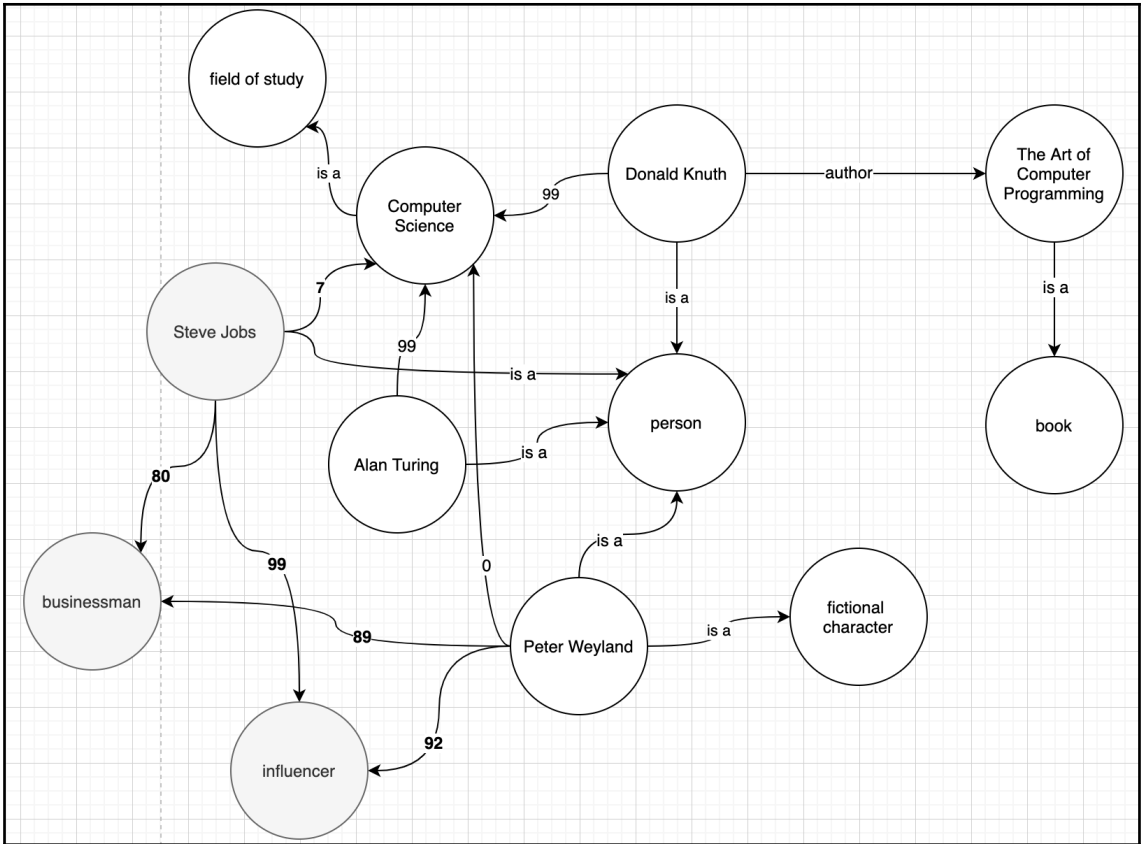 field of study
is a
Computer
Science
99
Donald Knuth
author
The Art of
Computer
Programming
7
Steve Jobs
is a
is a
99
is a
person
book
Alan Turing
is a
80
is a
99
0
businessman
89
Peter Weyland
is a
fictional
character
92
influencer